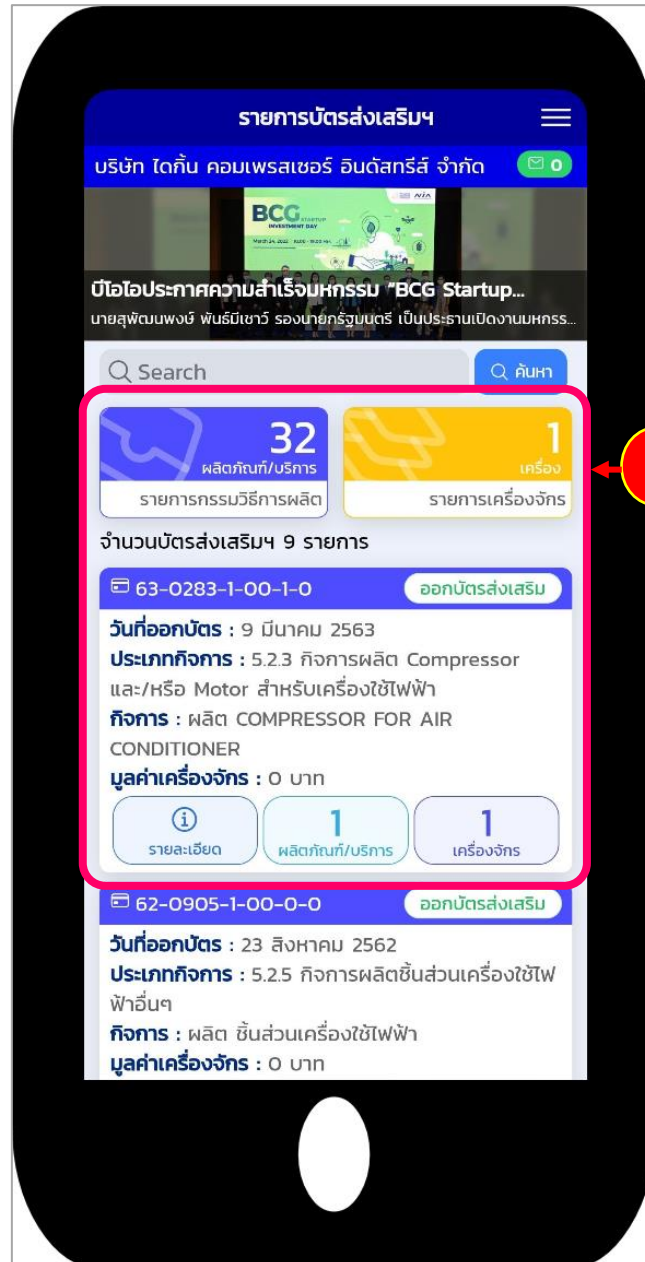 รายการบัตรส่งเสริมฯ
บริษัท ไดกิ้น คอมเพรสเซอร์ อินดัสทรีส์ จำกัด
0
NIA
BCG STARTUP
INVESTMENT DAY
บีโอไอประกาศความสำเร็จมหกรรม "BCG Startup...
นายสุพัฒนพงษ์ พันธ์มีเชาว์ รองนายกรัฐมนตรี เป็นประธานเปิดงานมหกรร...
Search
ค้นหา
32
ผลิตภัณฑ์/บริการ
รายการกรรมวิธีการผลิต
1
เครื่อง
รายการเครื่องจักร
จำนวนบัตรส่งเสริมฯ 9 รายการ
63-0283-1-00-1-0 ออกบัตรส่งเสริม
วันที่ออกบัตร : 9 มีนาคม 2563
ประเภทกิจการ : 5.2.3 กิจการผลิต Compressor
และ/หรือ Motor สำหรับเครื่องใช้ไฟฟ้า
กิจการ : ผลิต COMPRESSOR FOR AIR
CONDITIONER
มูลค่าเครื่องจักร : 0 บาท
รายละเอียด
1
ผลิตภัณฑ์/บริการ
1
เครื่องจักร
62-0905-1-00-0-0 ออกบัตรส่งเสริม
วันที่ออกบัตร : 23 สิงหาคม 2562
ประเภทกิจการ : 5.2.5 กิจการผลิตชิ้นส่วนเครื่องใช้ไฟ
ฟ้าอื่นๆ
กิจการ : ผลิต ชิ้นส่วนเครื่องใช้ไฟฟ้า
มูลค่าเครื่องจักร : 0 บาท